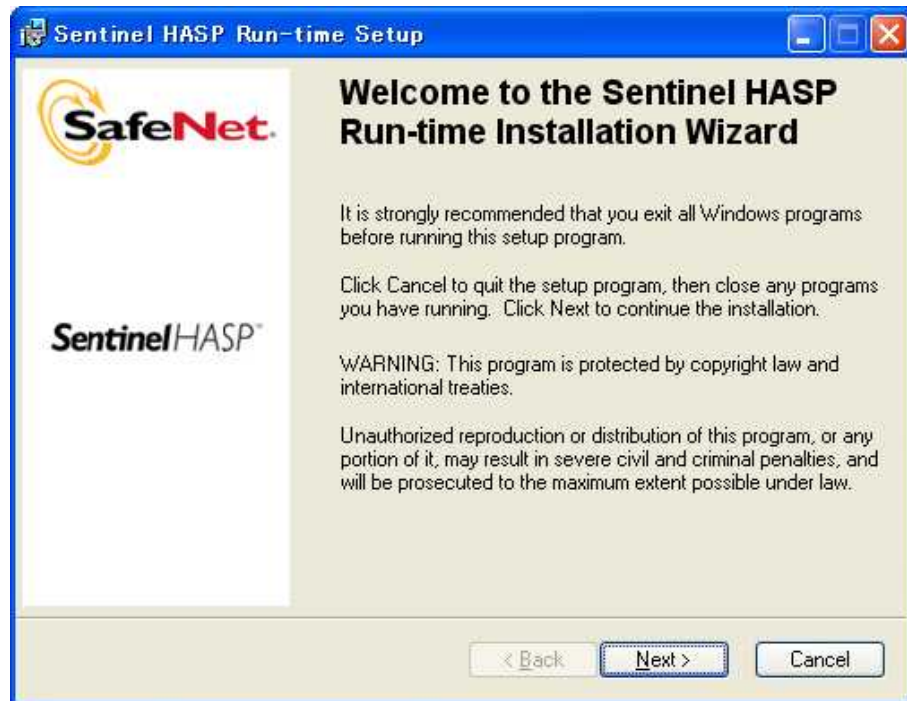 Sentinel HASP Run-time Setup
SafeNet.
Sentinel HASP™
Welcome to the Sentinel HASP
Run-time Installation Wizard
It is strongly recommended that you exit all Windows programs
before running this setup program.
Click Cancel to quit the setup program, then close any programs
you have running. Click Next to continue the installation.
WARNING: This program is protected by copyright law and
international treaties.
Unauthorized reproduction or distribution of this program, or any
portion of it, may result in severe civil and criminal penalties, and
will be prosecuted to the maximum extent possible under law.
< Back
Next >
Cancel